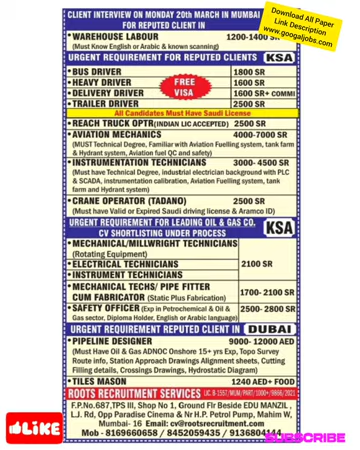 CLIENT INTERVIEW ON MONDAY 20th MARCH IN MUMBAI
FOR REPUTED CLIENT IN
Download All Paper
Link Description
www.googaljobs.com
• WAREHOUSE LABOUR 1200-1400 SR
(Must Know English or Arabic & known scanning)
URGENT REQUIREMENT FOR REPUTED CLIENTS KSA
• BUS DRIVER 1800 SR
• HEAVY DRIVER 1600 SR
• DELIVERY DRIVER 1600 SR+ COMMI
• TRAILER DRIVER 2500 SR
FREE
VISA
All Candidates Must Have Saudi License
• REACH TRUCK OPTR(INDIAN LIC ACCEPTED) 2500 SR
• AVIATION MECHANICS 4000-7000 SR
(MUST Technical Degree, Familiar with Aviation Fuelling system, tank farm
& Hydrant system, Aviation fuel QC and safety)
• INSTRUMENTATION TECHNICIANS 3000- 4500 SR
(Must have Technical Degree, industrial electrician background with PLC
& SCADA, instrumentation calibration, Aviation Fuelling system, tank
farm and Hydrant system)
• CRANE OPERATOR (TADANO) 2500 SR
(Must have Valid or Expired Saudi driving license & Aramco ID)
URGENT REQUIREMENT FOR LEADING OIL & GAS CO.
CV SHORTLISTING UNDER PROCESS KSA
• MECHANICAL/MILLWRIGHT TECHNICIANS
(Rotating Equipment)
• ELECTRICAL TECHNICIANS 2100 SR
• INSTRUMENT TECHNICIANS
• MECHANICAL TECHS/ PIPE FITTER
CUM FABRICATOR (Static Plus Fabrication) 1700- 2100 SR
• SAFETY OFFICER (Exp in Petrochemical & Oil & 2500- 2800 SR
Gas sector, Diploma Holder, English or Arabic language)
URGENT REQUIREMENT REPUTED CLIENT IN DUBAI
• PIPELINE DESIGNER 9000- 12000 AED
(Must Have Oil & Gas ADNOC Onshore 15+ yrs Exp, Topo Survey
Route info, Station Approach Drawings Alignment sheets, Cutting
Filling details, Crossings Drawings, Hydrostatic Diagram)
• TILES MASON 1240 AED+ FOOD
ROOTS RECRUITMENT SERVICES LIC. B-1557/MUM/PART/1000+/9866/2021
F.P.No.687,TPS III, Shop No 1, Ground Flr Beside EDU MANZIL,
L.J. Rd, Opp Paradise Cinema & Nr H.P. Petrol Pump, Mahim W,
Mumbai- 16 Email: cv@rootsrecruitment.com
Mob - 8169660658 / 8452059435 / 9136804144
LIKE
SUBSCRIBE